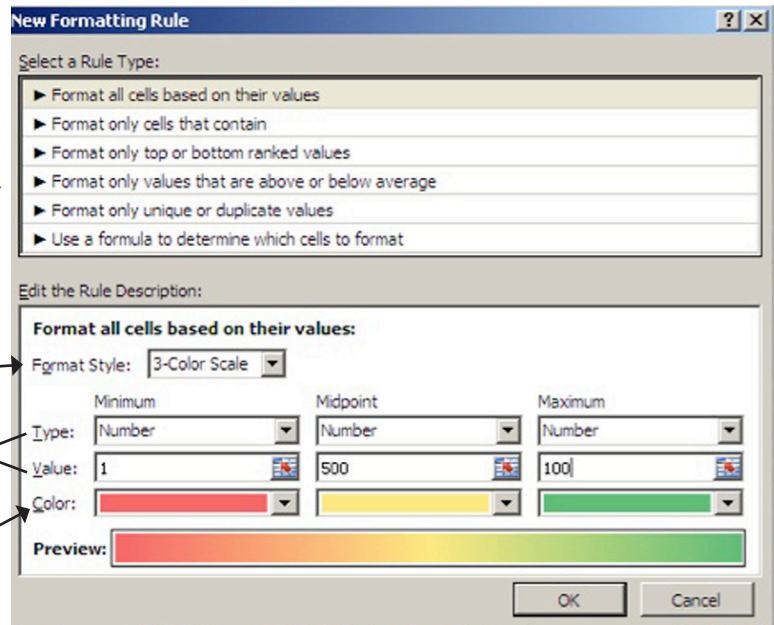 New Formatting Rule
Select a Rule Type:
► Format all cells based on their values
► Format only cells that contain
► Format only top or bottom ranked values
► Format only values that are above or below average
► Format only unique or duplicate values
► Use a formula to determine which cells to format
Edit the Rule Description:
Format all cells based on their values:
Format Style: 3-Color Scale
Minimum Midpoint Maximum
Type: Number Number Number
Value: 1 500 100
Color:
Preview:
OK Cancel